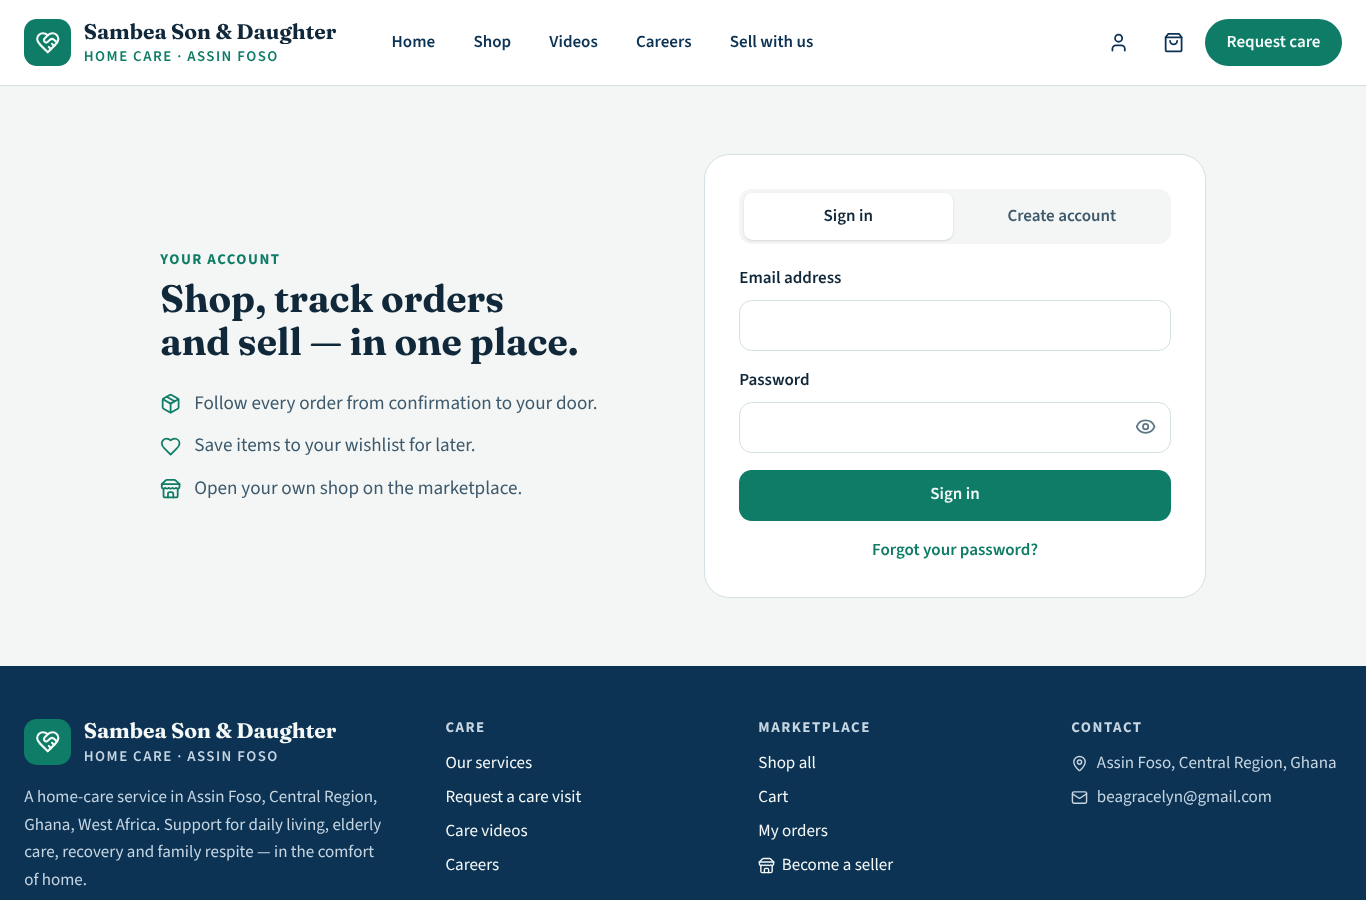 Sambea Son & Daughter
HOME CARE · ASSIN FOSO
Home
Shop
Videos
Careers
Sell with us
Request care
YOUR ACCOUNT
Shop, track orders
and sell — in one place.
Follow every order from confirmation to your door.
Save items to your wishlist for later.
Open your own shop on the marketplace.
Sign in
Create account
Email address
Password
Sign in
Forgot your password?
Sambea Son & Daughter
HOME CARE · ASSIN FOSO
A home-care service in Assin Foso, Central Region,
Ghana, West Africa. Support for daily living, elderly
care, recovery and family respite — in the comfort
of home.
CARE
Our services
Request a care visit
Care videos
Careers
MARKETPLACE
Shop all
Cart
My orders
Become a seller
CONTACT
Assin Foso, Central Region, Ghana
beagracelyn@gmail.com